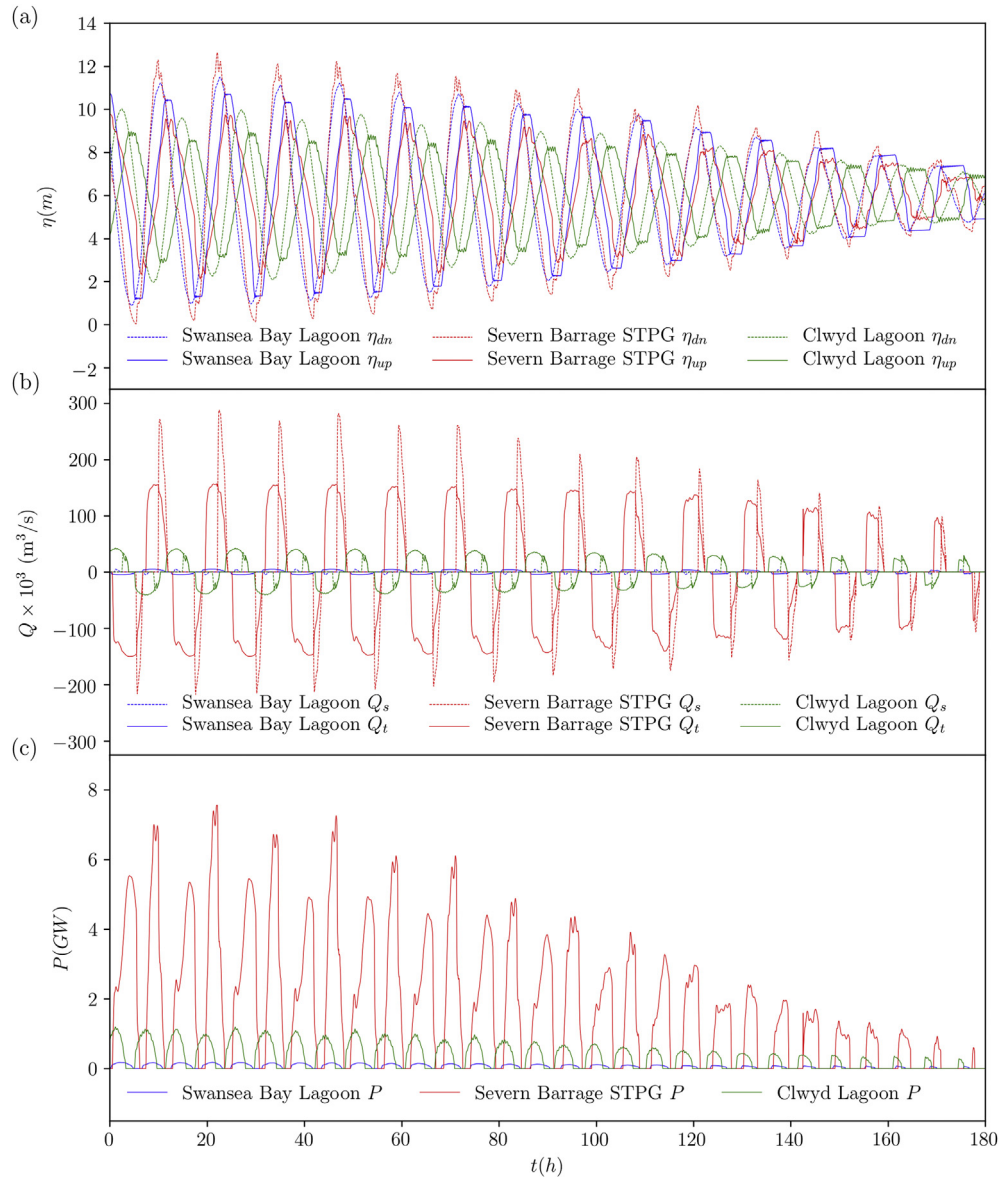 (a)
14
12
10
8
6
4
2
0
−2
η(m)
Swansea Bay Lagoon η_dn Severn Barrage STPG η_dn Clwyd Lagoon η_dn
Swansea Bay Lagoon η_up Severn Barrage STPG η_up Clwyd Lagoon η_up
(b)
300
200
100
0
−100
−200
−300
Q × 10³ (m³/s)
Swansea Bay Lagoon Q_s Severn Barrage STPG Q_s Clwyd Lagoon Q_s
Swansea Bay Lagoon Q_t Severn Barrage STPG Q_t Clwyd Lagoon Q_t
(c)
8
6
4
2
0
P(GW)
Swansea Bay Lagoon P Severn Barrage STPG P Clwyd Lagoon P
0 20 40 60 80 100 120 140 160 180
t(h)